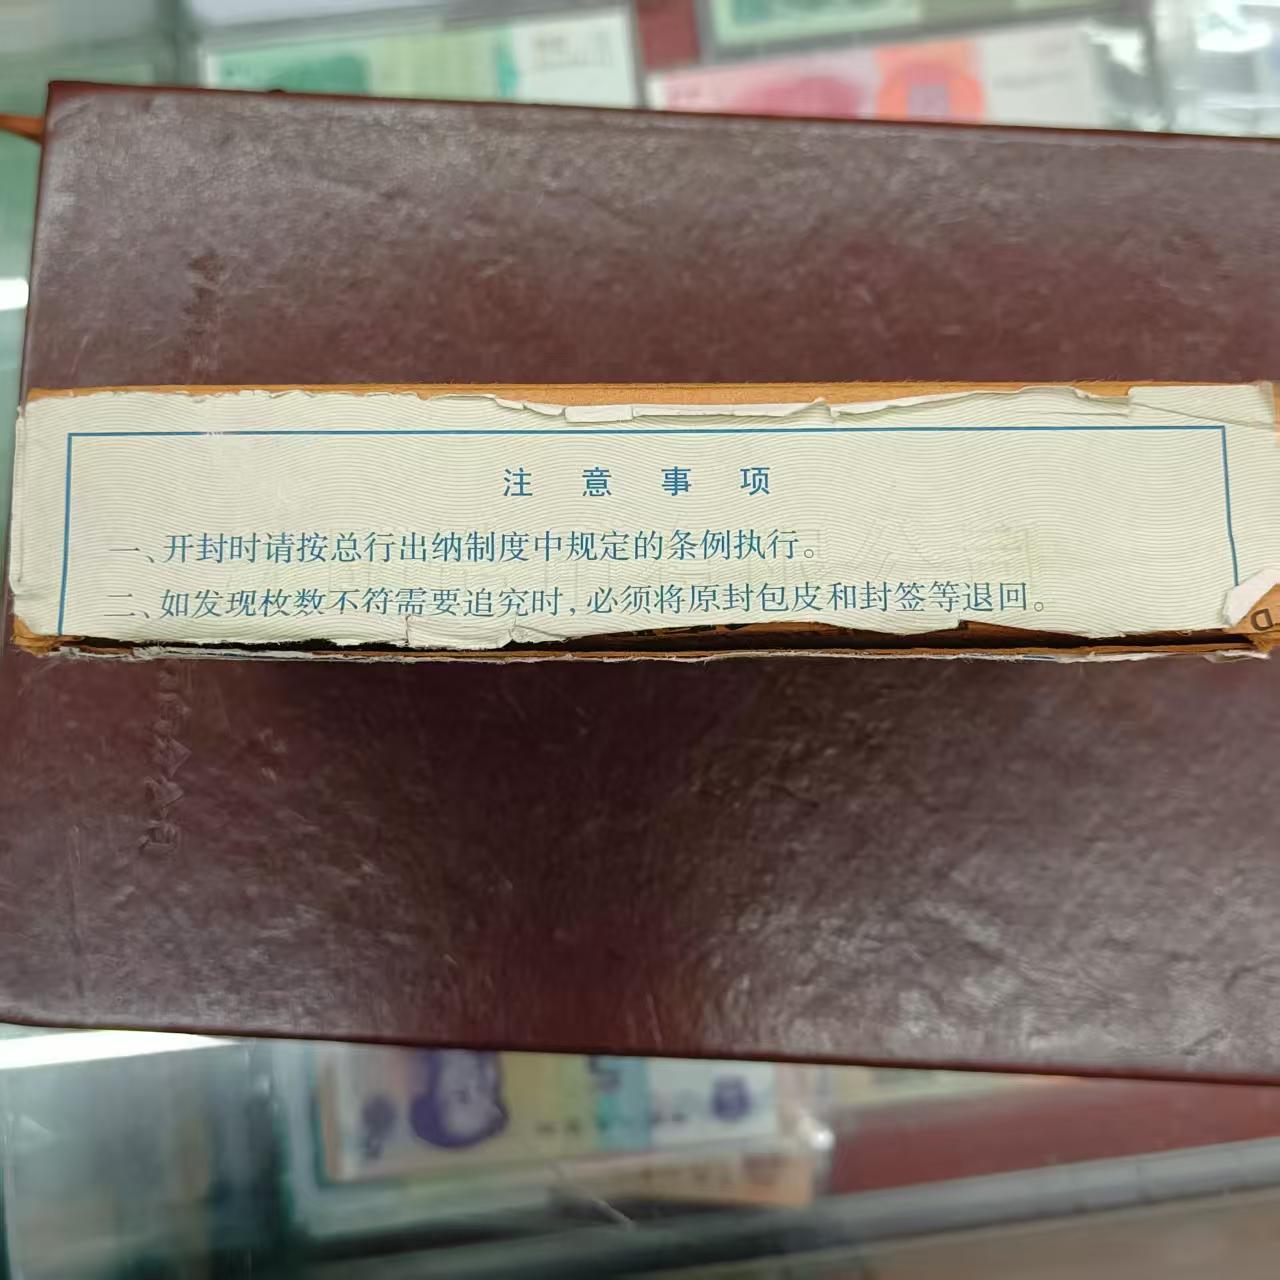 注意事项
一、开封时请按总行出纳制度中规定的条例执行。
二、如发现枚数不符需要追究时，必须将原封包皮和封签等退回。
D